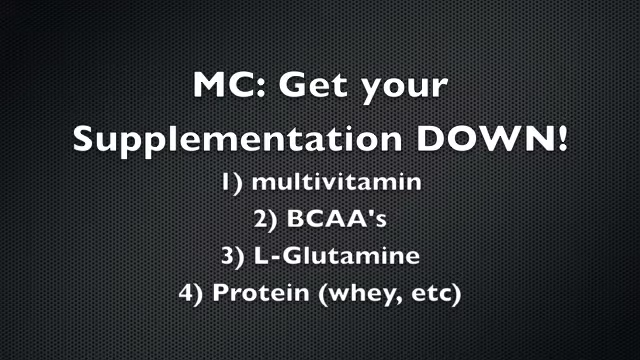 MC: Get your
Supplementation DOWN!
1) multivitamin
2) BCAA's
3) L-Glutamine
4) Protein (whey, etc)